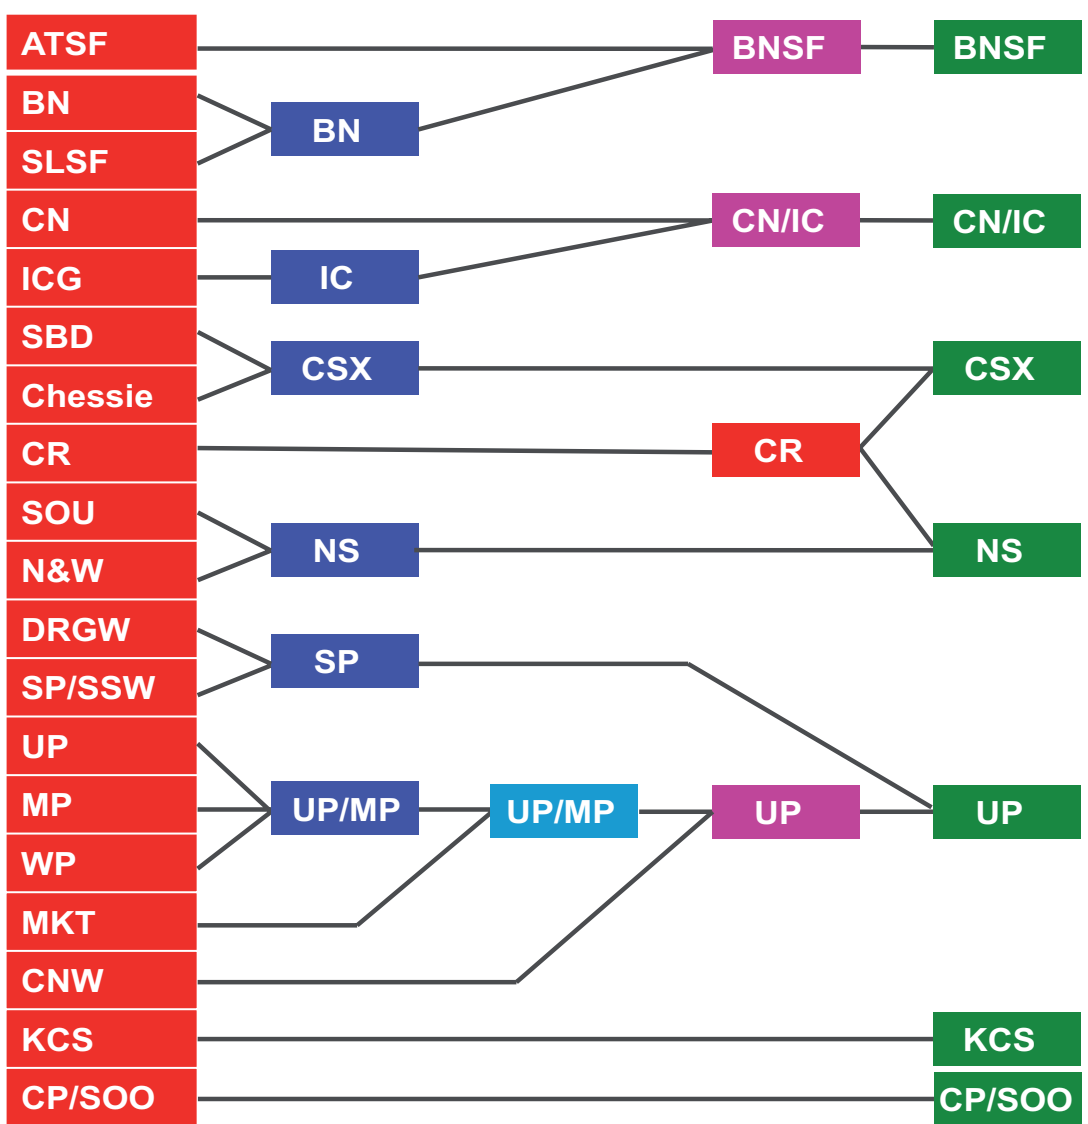 ATSF
BNSF
BNSF
BN
BN
SLSF
CN
CN/IC
CN/IC
ICG
IC
SBD
CSX
CSX
Chessie
CR
CR
SOU
NS
NS
N&W
DRGW
SP
SP/SSW
UP
MP
UP/MP
UP/MP
UP
UP
WP
MKT
CNW
KCS
KCS
CP/SOO
CP/SOO